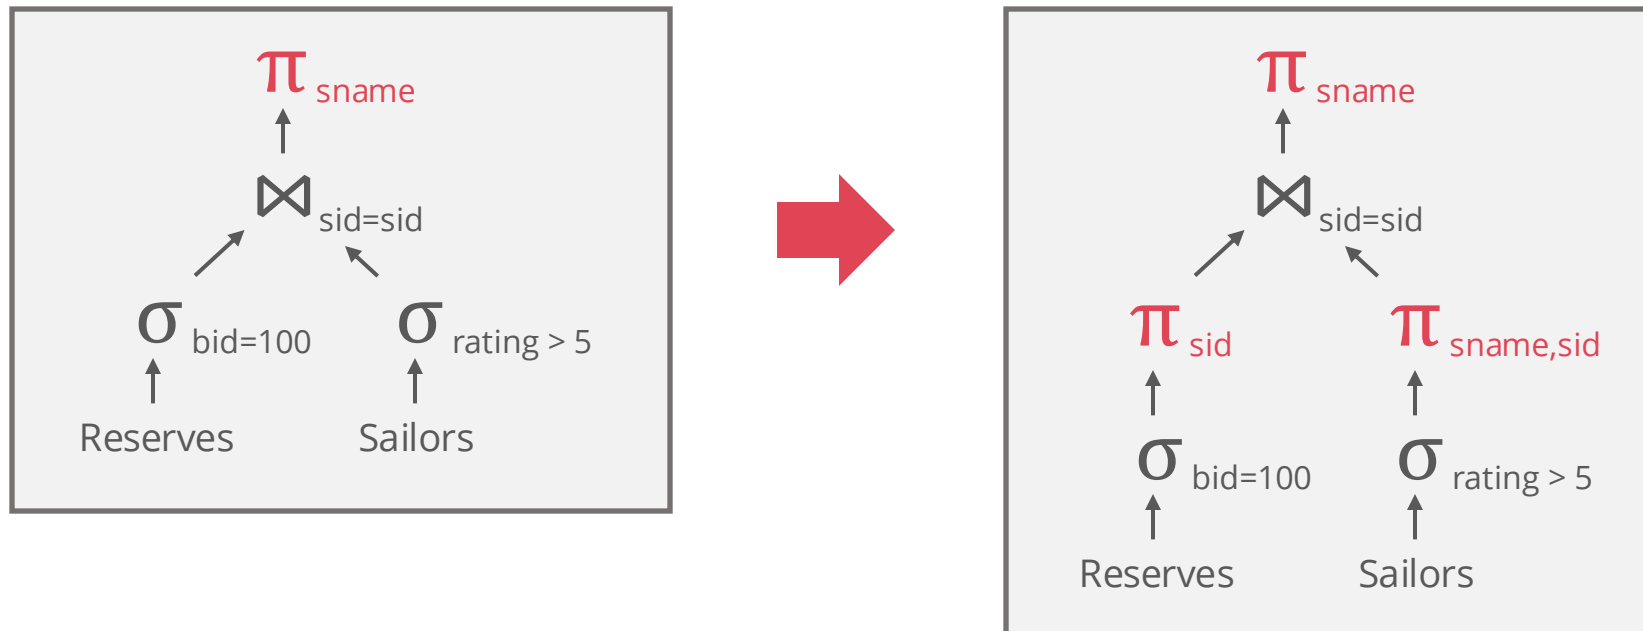 π sname
⋈ sid=sid
σ bid=100 σ rating > 5
Reserves Sailors
π sname
⋈ sid=sid
π sid π sname,sid
σ bid=100 σ rating > 5
Reserves Sailors